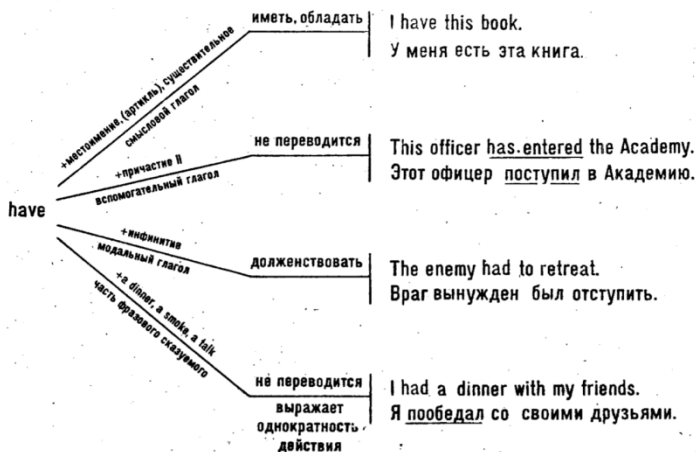 have
+местоимение, (артикль), существительное
смысловой глагол
иметь, обладать
I have this book.
У меня есть эта книга.
+причастие II
вспомогательный глагол
не переводится
This officer has entered the Academy.
Этот офицер поступил в Академию.
+инфинитив
модальный глагол
долженствовать
The enemy had to retreat.
Враг вынужден был отступить.
+a dinner, a smoke, a talk
часть фразового сказуемого
не переводится
выражает
однократность
действия
I had a dinner with my friends.
Я пообедал со своими друзьями.